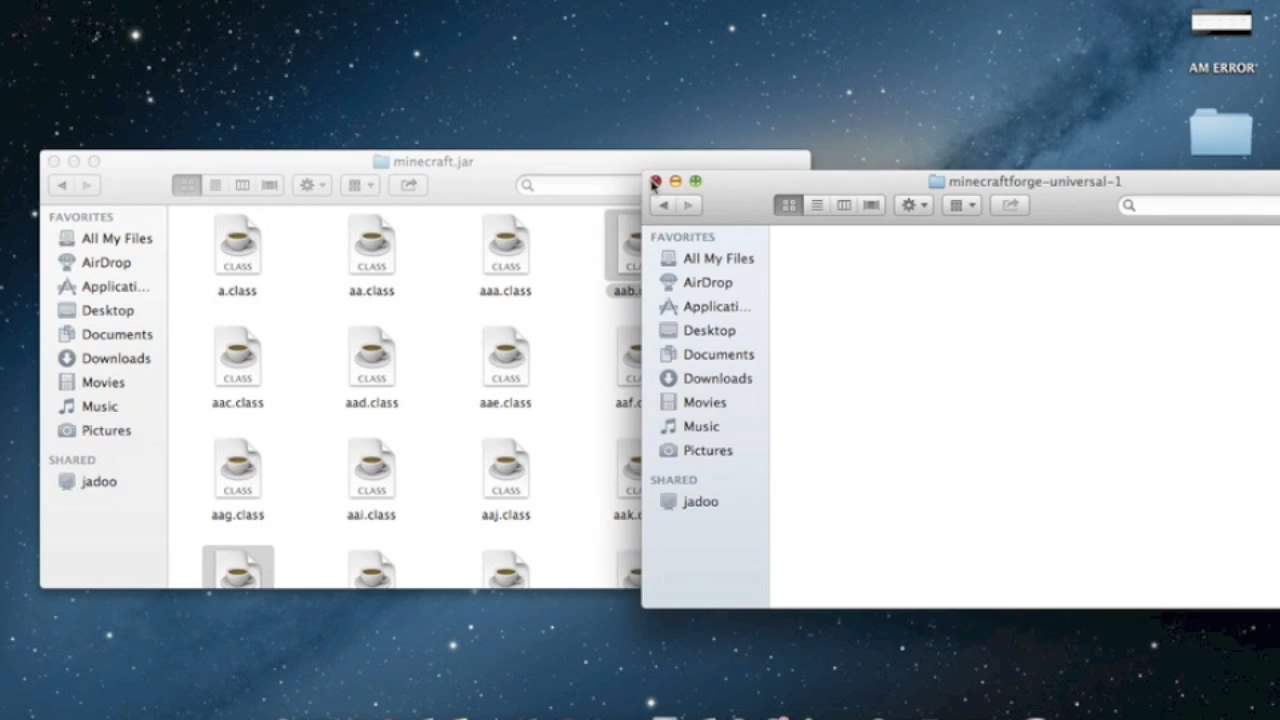 AM ERROR'
minecraft.jar
FAVORITES
All My Files
AirDrop
Applicati...
Desktop
Documents
Downloads
Movies
Music
Pictures
SHARED
jadoo
CLASS
CLASS
CLASS
a.class
aa.class
aaa.class
CLASS
CLASS
CLASS
aac.class
aad.class
aae.class
CLASS
CLASS
CLASS
aag.class
aai.class
aaj.class
minecraftforge-universal-1
FAVORITES
All My Files
AirDrop
Applicati...
Desktop
Documents
Downloads
Movies
Music
Pictures
SHARED
jadoo